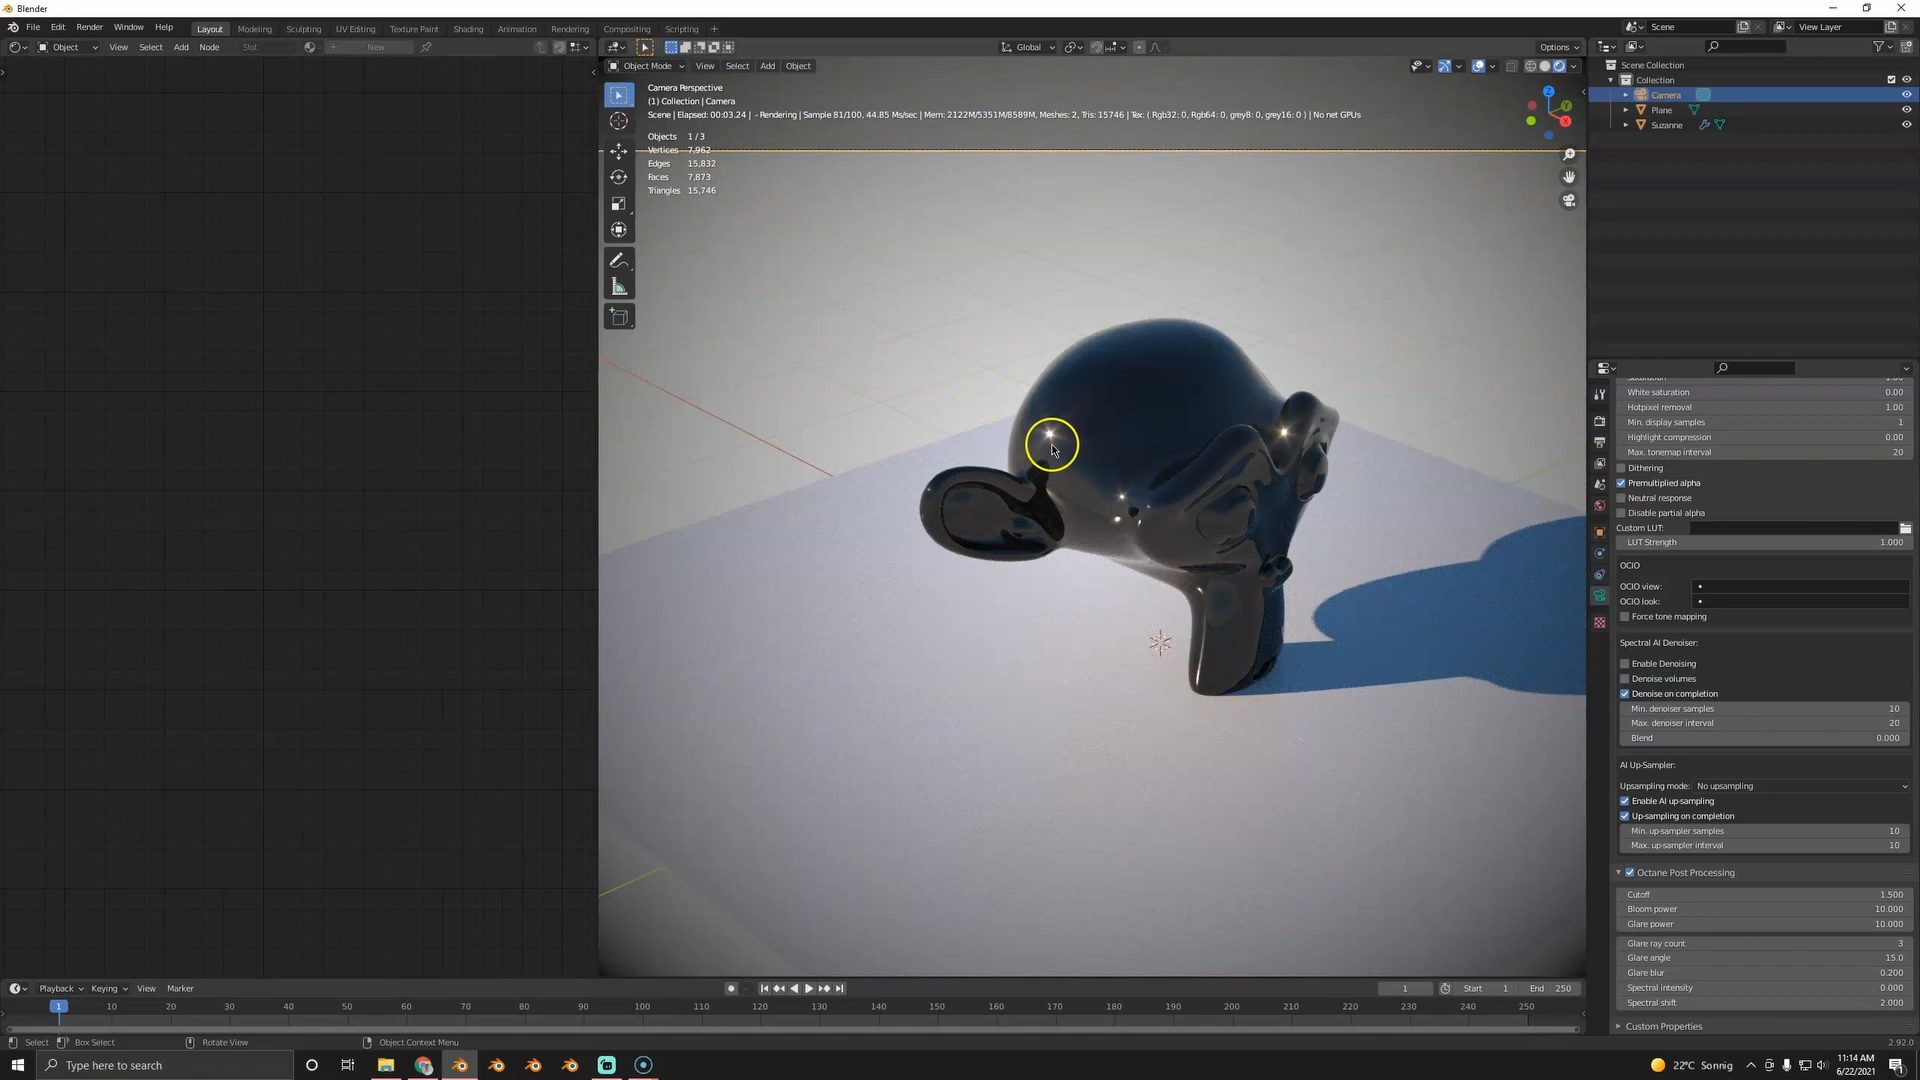 Blender
File Edit Render Window Help
Layout Modeling Sculpting UV Editing Texture Paint Shading Animation Rendering Compositing Scripting +
Scene
View Layer
Object View Select Add Node Slot New
Global
Options
Object Mode View Select Add Object
Camera Perspective
(1) Collection | Camera
Scene | Elapsed: 00:03.24 | - Rendering | Sample 81/100, 44.85 Ms/sec | Mem: 2122M/5351M/8589M, Meshes: 2, Tris: 15746 | Tex: ( Rgb32: 0, Rgb64: 0, grey8: 0, grey16: 0 ) | No net GPUs
Objects 1 / 3
Vertices 7,962
Edges 15,832
Faces 7,873
Triangles 15,746
Z
Y
X
Scene Collection
Collection
Camera
Plane
Suzanne
Saturation 1.00
White saturation 0.00
Hotpixel removal 1.00
Min. display samples 1
Highlight compression 0.00
Max. tonemap interval 20
Dithering
Premultiplied alpha
Neutral response
Disable partial alpha
Custom LUT:
LUT Strength 1.000
OCIO
OCIO view:
OCIO look:
Force tone mapping
Spectral AI Denoiser:
Enable Denoising
Denoise volumes
Denoise on completion
Min. denoiser samples 10
Max. denoiser interval 20
Blend 0.000
AI Up-Sampler:
Upsampling mode: No upsampling
Enable AI up-sampling
Up-sampling on completion
Min. up-sampler samples 10
Max. up-sampler interval 10
Octane Post Processing
Cutoff 1.500
Bloom power 10.000
Glare power 10.000
Glare ray count 3
Glare angle 15.0
Glare blur 0.200
Spectral intensity 0.000
Spectral shift 2.000
Custom Properties
Playback Keying View Marker
1 Start 1 End 250
1 10 20 30 40 50 60 70 80 90 100 110 120 130 140 150 160 170 180 190 200 210 220 230 240 250
Select Box Select Rotate View Object Context Menu
2.92.0
Type here to search
22°C Sonnig
11:14 AM
6/22/2021